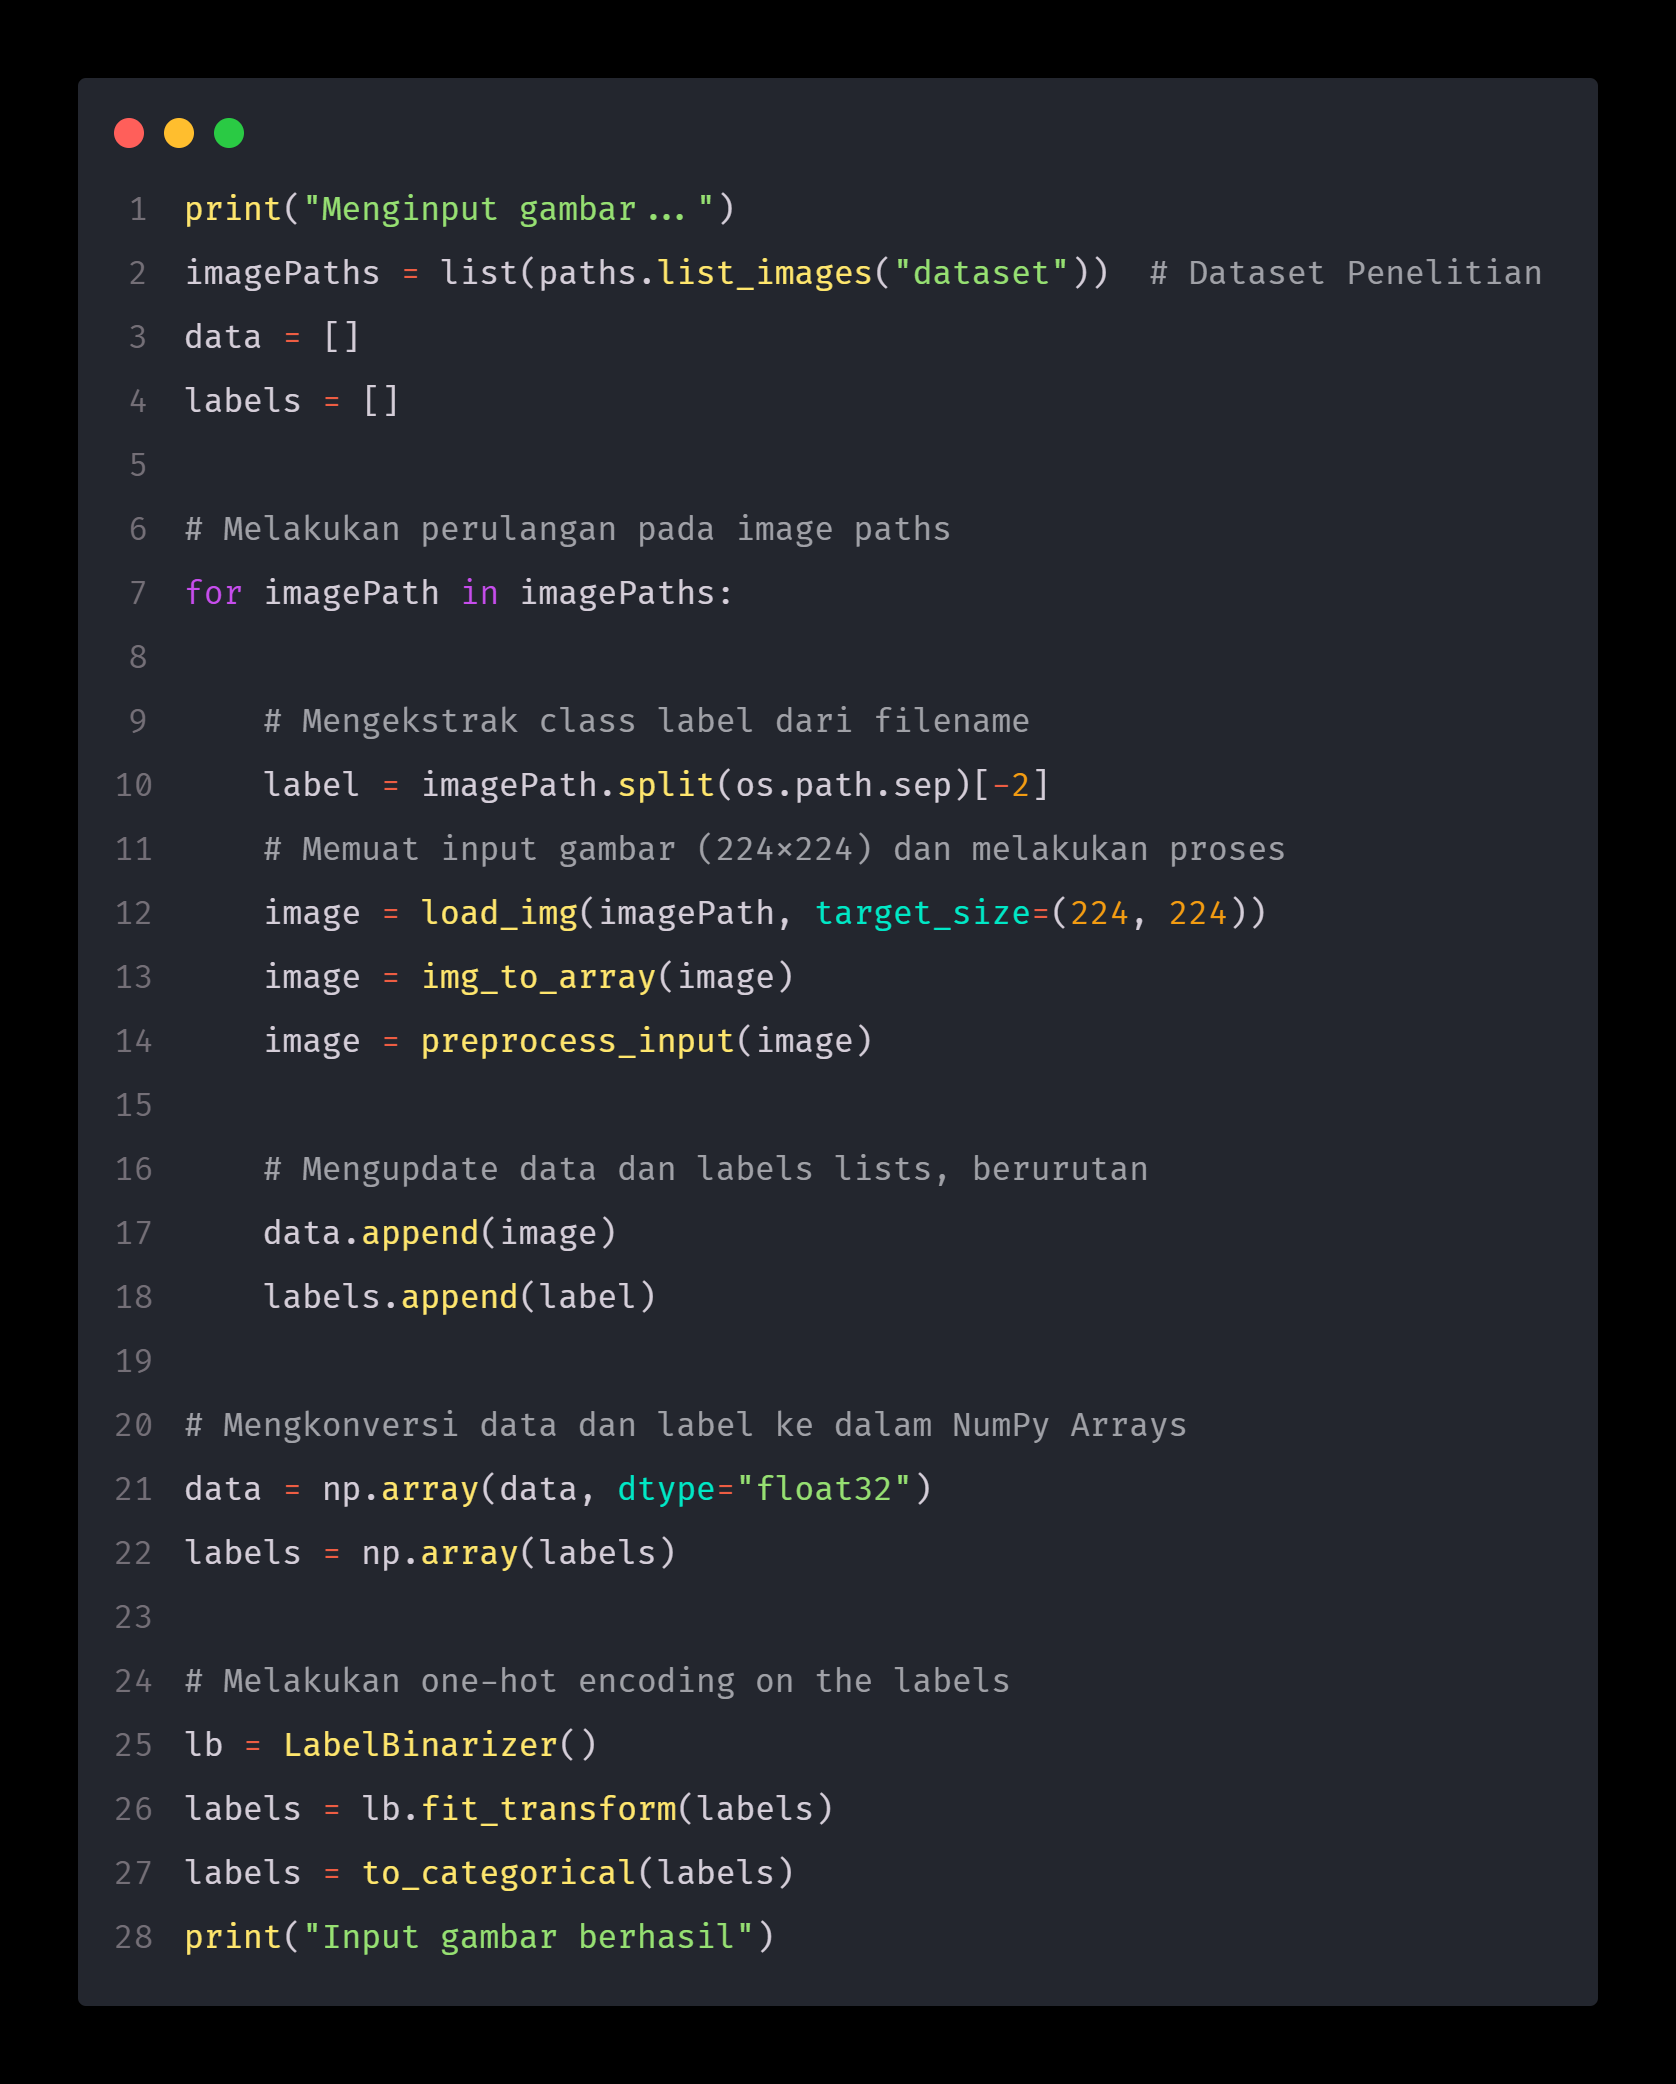 1 print("Menginput gambar...")
2 imagePaths = list(paths.list_images("dataset"))  # Dataset Penelitian
3 data = []
4 labels = []
5
6 # Melakukan perulangan pada image paths
7 for imagePath in imagePaths:
8
9     # Mengekstrak class label dari filename
10     label = imagePath.split(os.path.sep)[-2]
11     # Memuat input gambar (224×224) dan melakukan proses
12     image = load_img(imagePath, target_size=(224, 224))
13     image = img_to_array(image)
14     image = preprocess_input(image)
15
16     # Mengupdate data dan labels lists, berurutan
17     data.append(image)
18     labels.append(label)
19
20 # Mengkonversi data dan label ke dalam NumPy Arrays
21 data = np.array(data, dtype="float32")
22 labels = np.array(labels)
23
24 # Melakukan one-hot encoding on the labels
25 lb = LabelBinarizer()
26 labels = lb.fit_transform(labels)
27 labels = to_categorical(labels)
28 print("Input gambar berhasil")